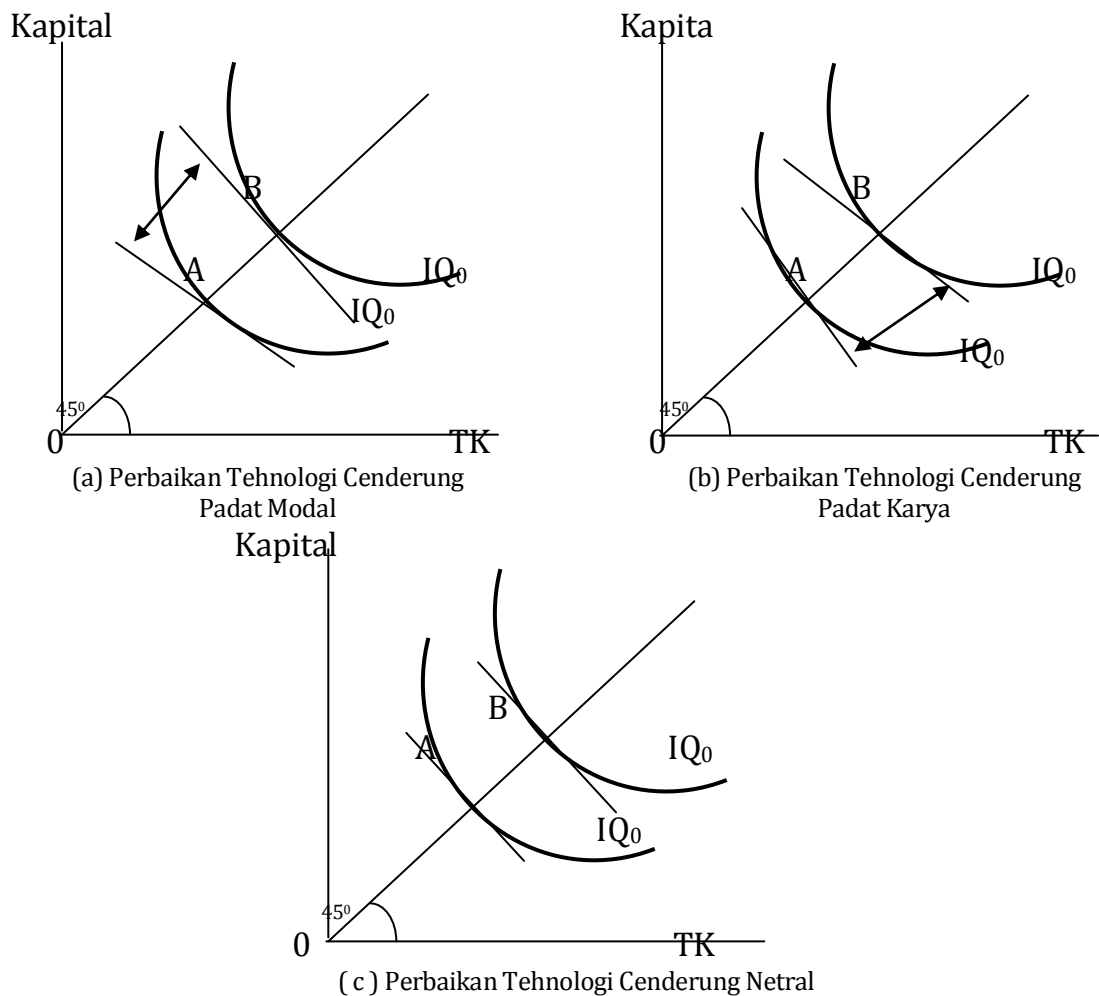 Kapital
B
A
IQ₀
IQ₀
45⁰
0
TK
(a) Perbaikan Tehnologi Cenderung
Padat Modal
Kapita
B
A
IQ₀
IQ₀
45⁰
0
TK
(b) Perbaikan Tehnologi Cenderung
Padat Karya
Kapital
B
A
IQ₀
IQ₀
45⁰
0
TK
( c ) Perbaikan Tehnologi Cenderung Netral